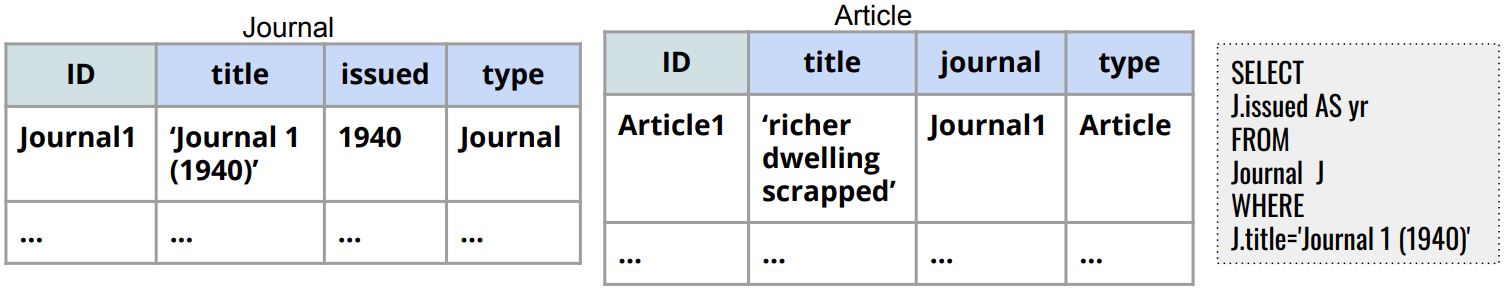 Journal
ID title issued type
Journal1 ‘Journal 1 (1940)’ 1940 Journal
... ... ... ...
Article
ID title journal type
Article1 ‘richer dwelling scrapped’ Journal1 Article
... ... ... ...
SELECT
J.issued AS yr
FROM
Journal J
WHERE
J.title='Journal 1 (1940)'